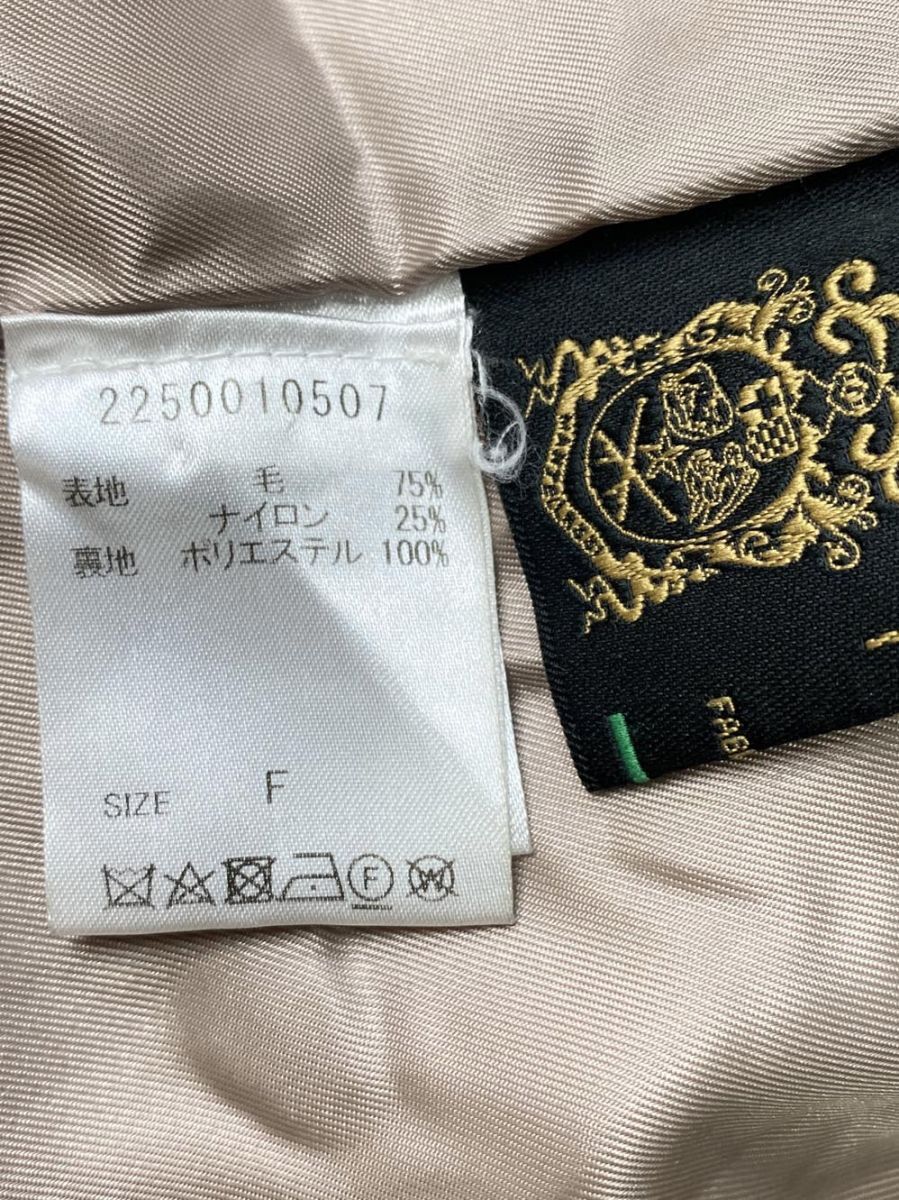 2250010507
表地 毛 75%
ナイロン 25%
裏地 ポリエステル 100%
SIZE F
F
W